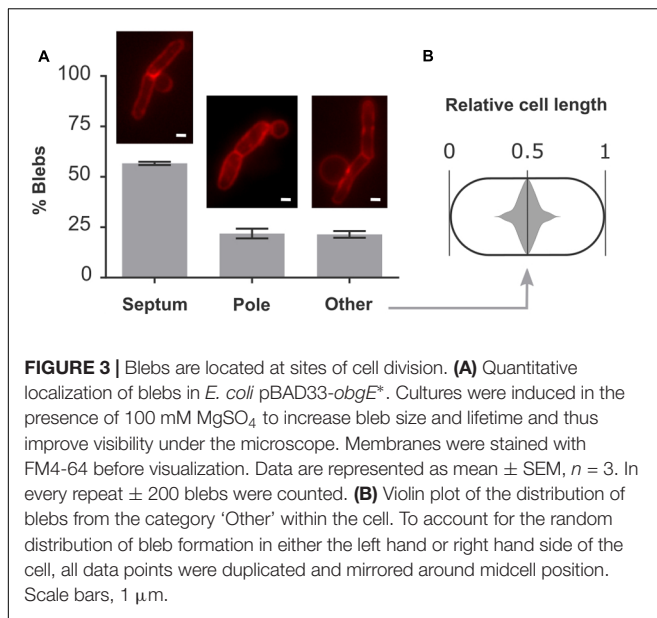 A
B
% Blebs
100
75
50
25
0
Septum
Pole
Other
Relative cell length
0
0.5
1
FIGURE 3 | Blebs are located at sites of cell division. (A) Quantitative
localization of blebs in E. coli pBAD33-obgE*. Cultures were induced in the
presence of 100 mM MgSO₄ to increase bleb size and lifetime and thus
improve visibility under the microscope. Membranes were stained with
FM4-64 before visualization. Data are represented as mean ± SEM, n = 3. In
every repeat ± 200 blebs were counted. (B) Violin plot of the distribution of
blebs from the category ‘Other’ within the cell. To account for the random
distribution of bleb formation in either the left hand or right hand side of the
cell, all data points were duplicated and mirrored around midcell position.
Scale bars, 1 μm.